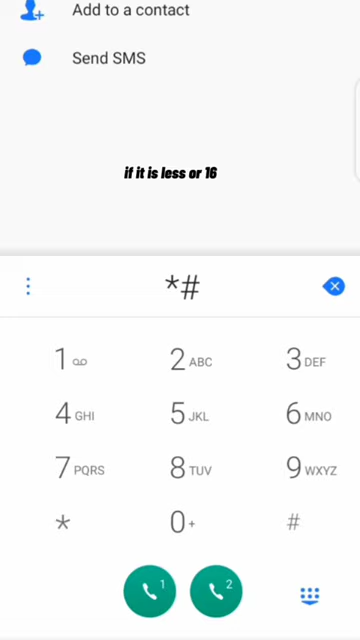 Add to a contact
Send SMS
if it is less or 16
*#
1 2 ABC 3 DEF
4 GHI 5 JKL 6 MNO
7 PQRS 8 TUV 9 WXYZ
* 0 + #
1 2